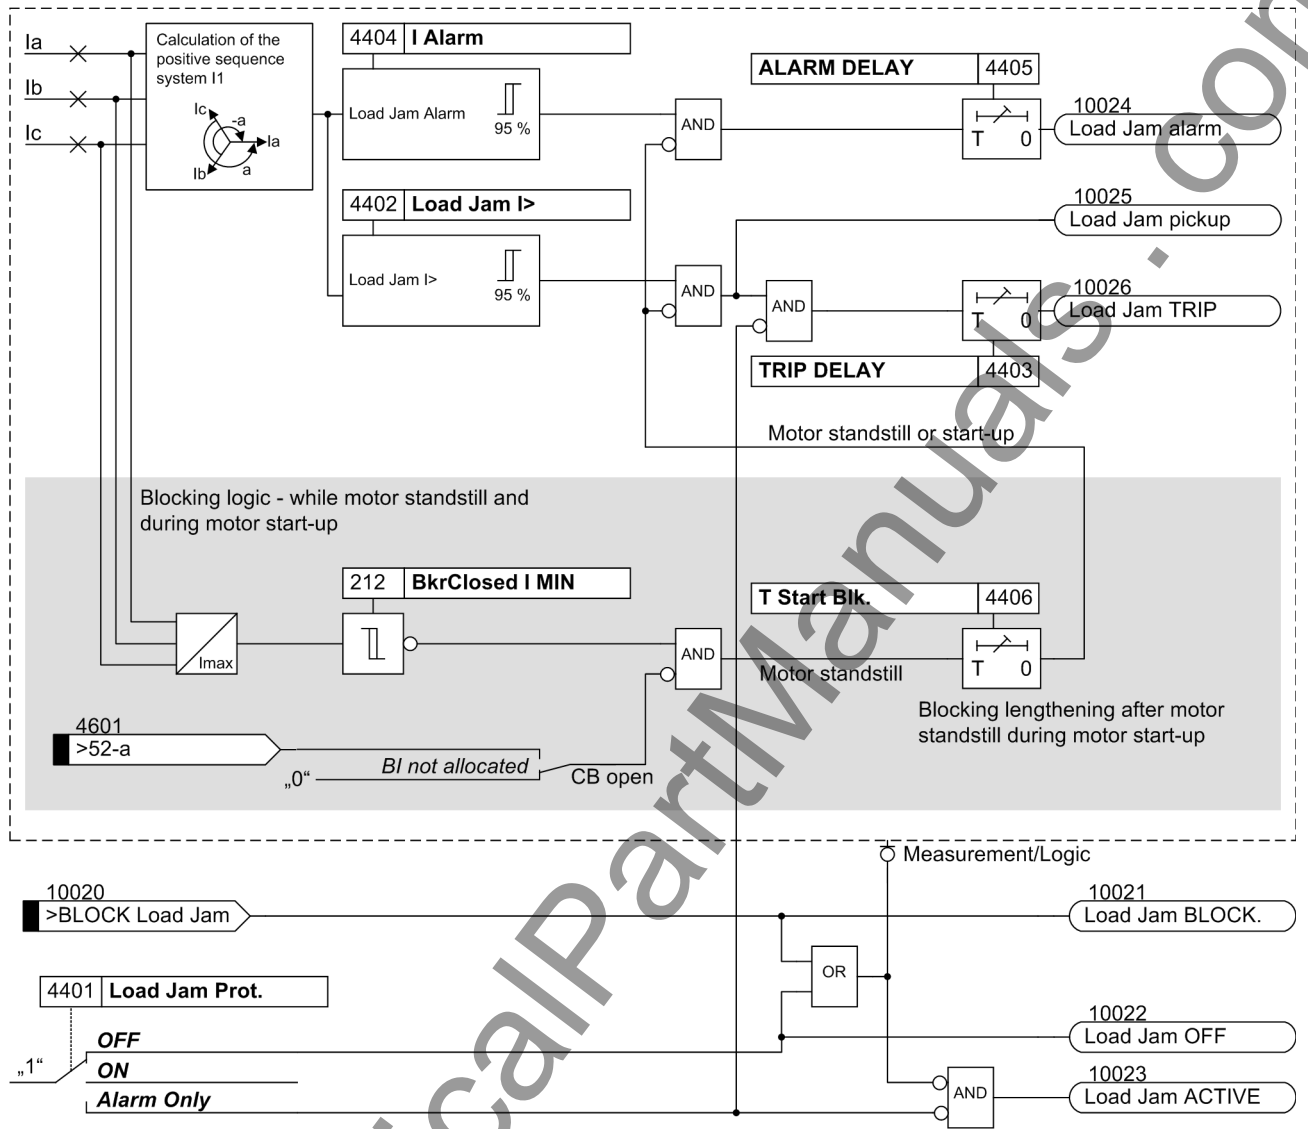 Ia
Ib
Ic
Calculation of the
positive sequence
system I1
Ic
-a
Ia
Ib
a
4404 I Alarm
Load Jam Alarm
95 %
AND
ALARM DELAY 4405
T 0
10024
Load Jam alarm
4402 Load Jam I>
Load Jam I>
95 %
AND
AND
10025
Load Jam pickup
T 0
10026
Load Jam TRIP
TRIP DELAY 4403
Motor standstill or start-up
Blocking logic - while motor standstill and
during motor start-up
212 BkrClosed I MIN
Imax
AND
Motor standstill
T Start Blk. 4406
T 0
Blocking lengthening after motor
standstill during motor start-up
4601
>52-a
BI not allocated
„0“
CB open
Measurement/Logic
10020
>BLOCK Load Jam
10021
Load Jam BLOCK.
OR
4401 Load Jam Prot.
„1“
OFF
ON
Alarm Only
10022
Load Jam OFF
AND
10023
Load Jam ACTIVE
icalPartManuals . com